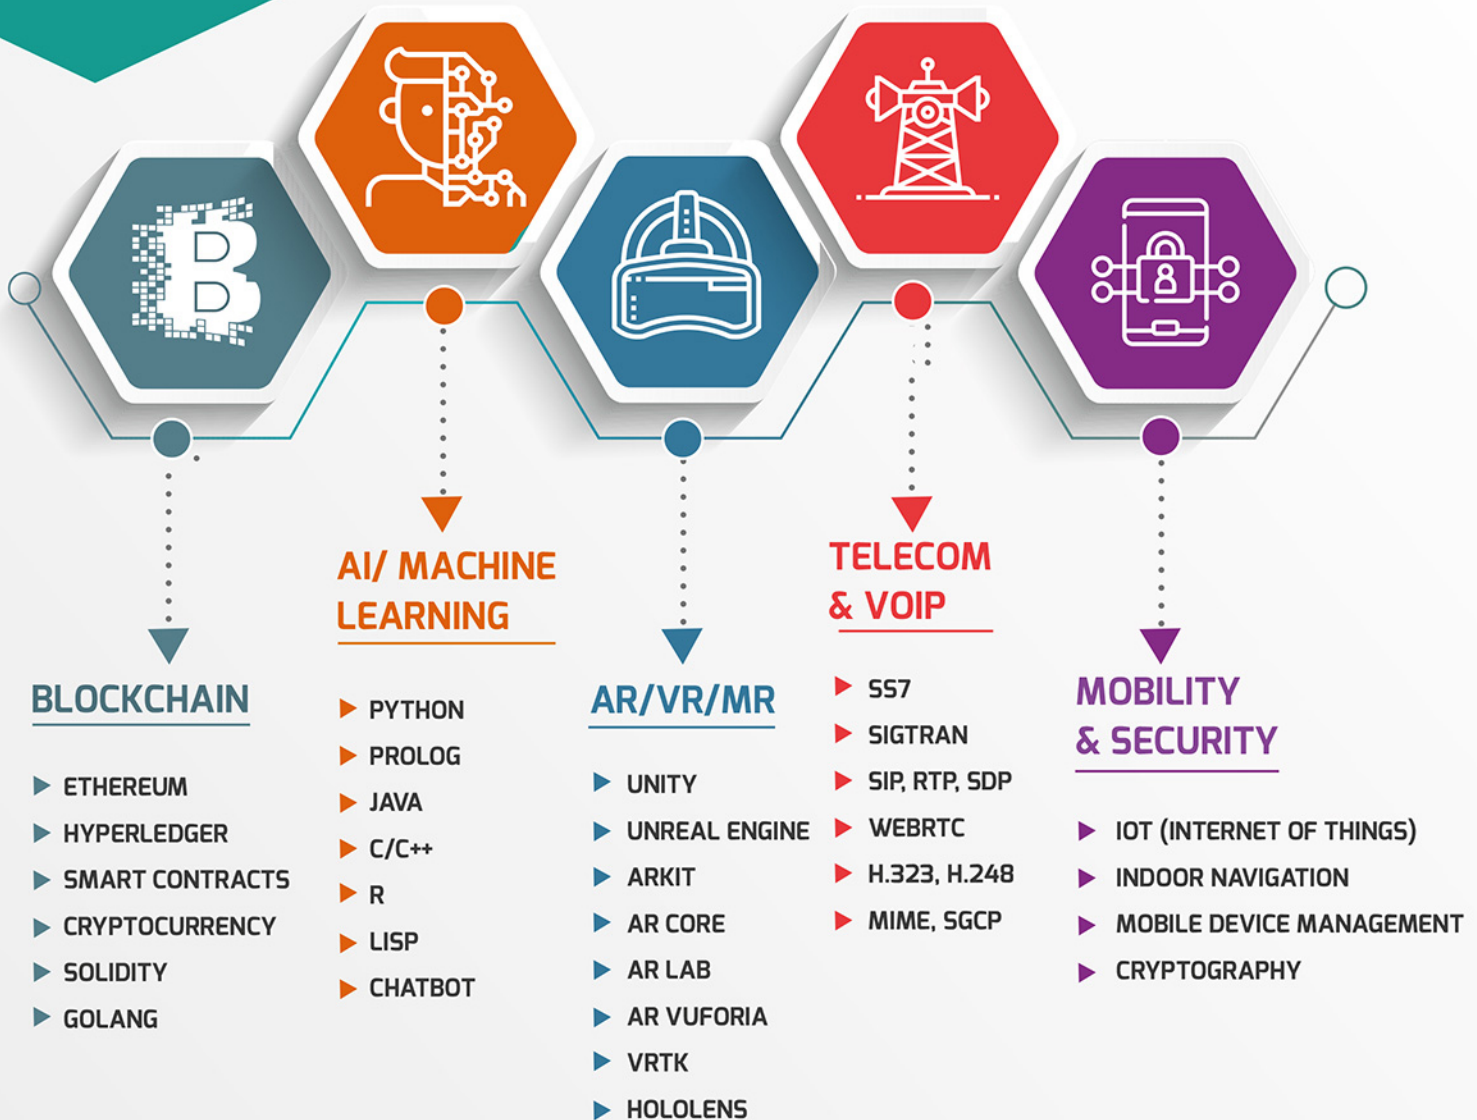 BLOCKCHAIN
ETHEREUM
HYPERLEDGER
SMART CONTRACTS
CRYPTOCURRENCY
SOLIDITY
GOLANG
AI/ MACHINE
LEARNING
PYTHON
PROLOG
JAVA
C/C++
R
LISP
CHATBOT
AR/VR/MR
UNITY
UNREAL ENGINE
ARKIT
AR CORE
AR LAB
AR VUFORIA
VRTK
HOLOLENS
TELECOM
& VOIP
SS7
SIGTRAN
SIP, RTP, SDP
WEBRTC
H.323, H.248
MIME, SGCP
MOBILITY
& SECURITY
IOT (INTERNET OF THINGS)
INDOOR NAVIGATION
MOBILE DEVICE MANAGEMENT
CRYPTOGRAPHY